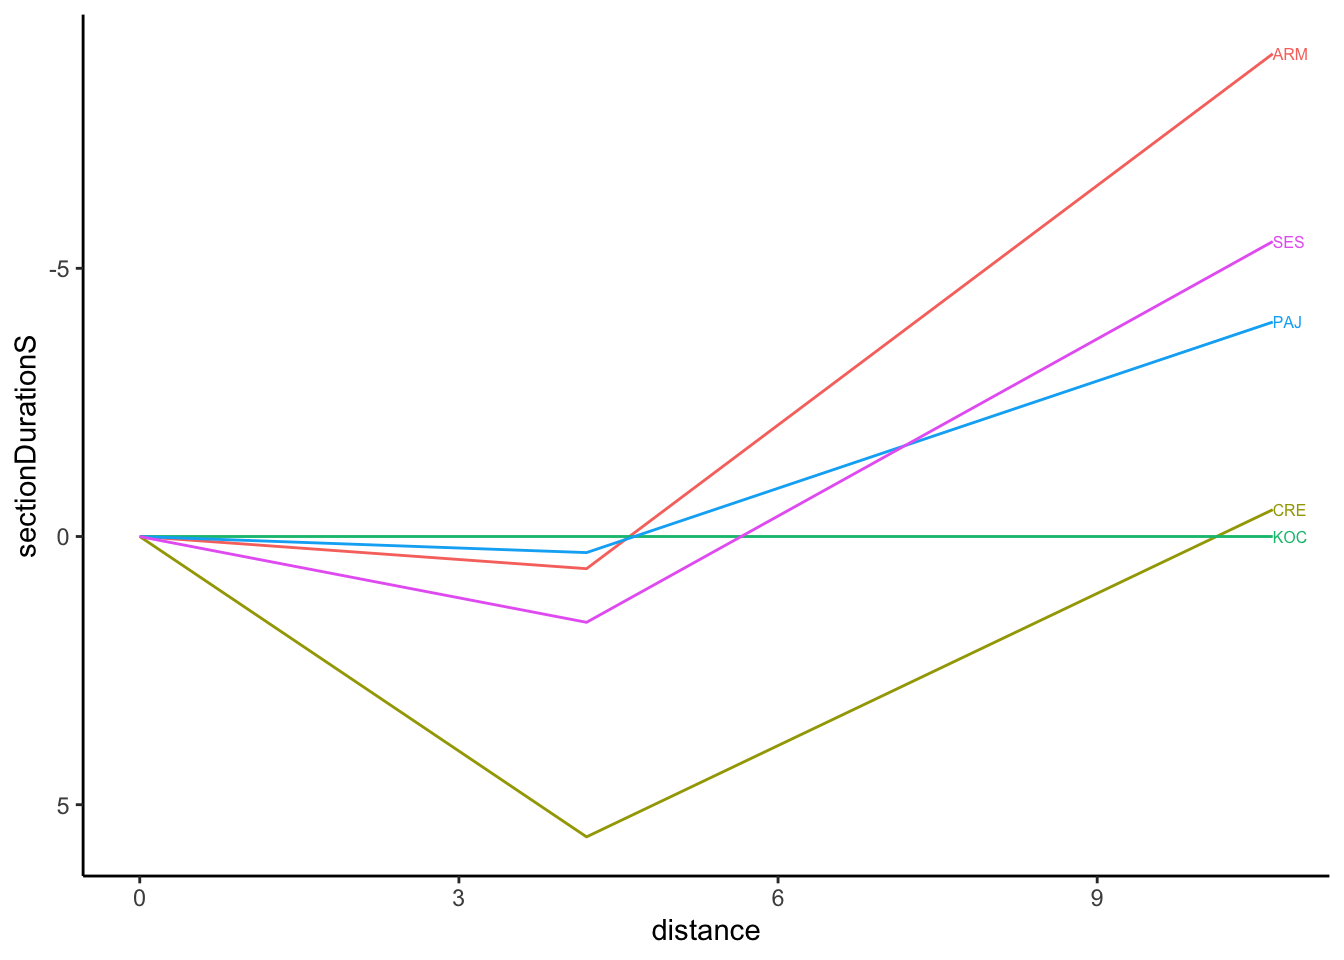 ARM
SES
-5
PAJ
CRE
0
KOC
sectionDurationS
5
0 3 6 9
distance